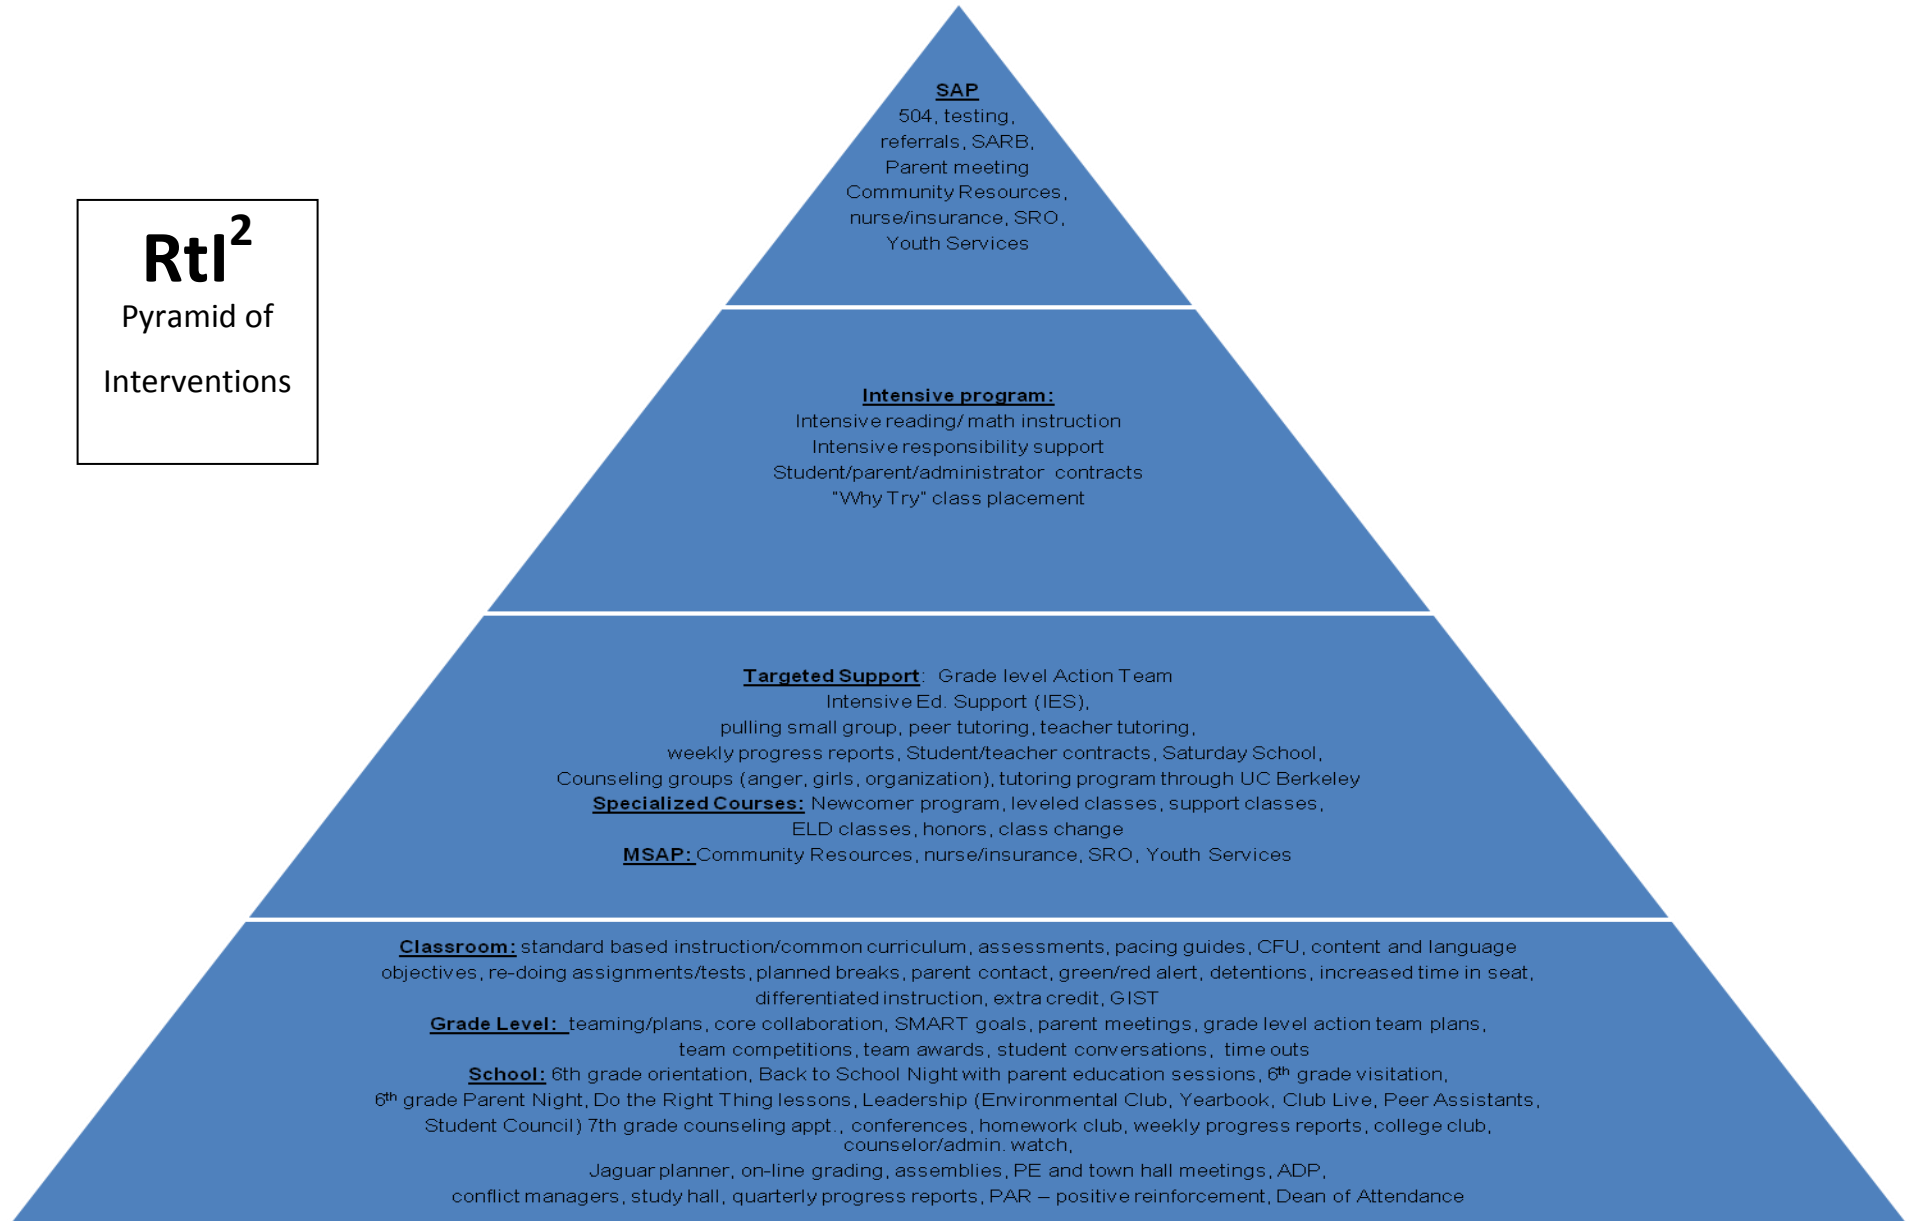 RtI²
Pyramid of
Interventions
SAP
504, testing,
referrals, SARB,
Parent meeting
Community Resources,
nurse/insurance, SRO,
Youth Services
Intensive program:
Intensive reading/ math instruction
Intensive responsibility support
Student/parent/administrator contracts
"Why Try" class placement
Targeted Support: Grade level Action Team
Intensive Ed. Support (IES),
pulling small group, peer tutoring, teacher tutoring,
weekly progress reports, Student/teacher contracts, Saturday School,
Counseling groups (anger, girls, organization), tutoring program through UC Berkeley
Specialized Courses: Newcomer program, leveled classes, support classes,
ELD classes, honors, class change
MSAP: Community Resources, nurse/insurance, SRO, Youth Services
Classroom: standard based instruction/common curriculum, assessments, pacing guides, CFU, content and language
objectives, re-doing assignments/tests, planned breaks, parent contact, green/red alert, detentions, increased time in seat,
differentiated instruction, extra credit, GIST
Grade Level: teaming/plans, core collaboration, SMART goals, parent meetings, grade level action team plans,
team competitions, team awards, student conversations, time outs
School: 6th grade orientation, Back to School Night with parent education sessions, 6th grade visitation,
6th grade Parent Night, Do the Right Thing lessons, Leadership (Environmental Club, Yearbook, Club Live, Peer Assistants,
Student Council) 7th grade counseling appt., conferences, homework club, weekly progress reports, college club,
counselor/admin. watch,
Jaguar planner, on-line grading, assemblies, PE and town hall meetings, ADP,
conflict managers, study hall, quarterly progress reports, PAR – positive reinforcement, Dean of Attendance